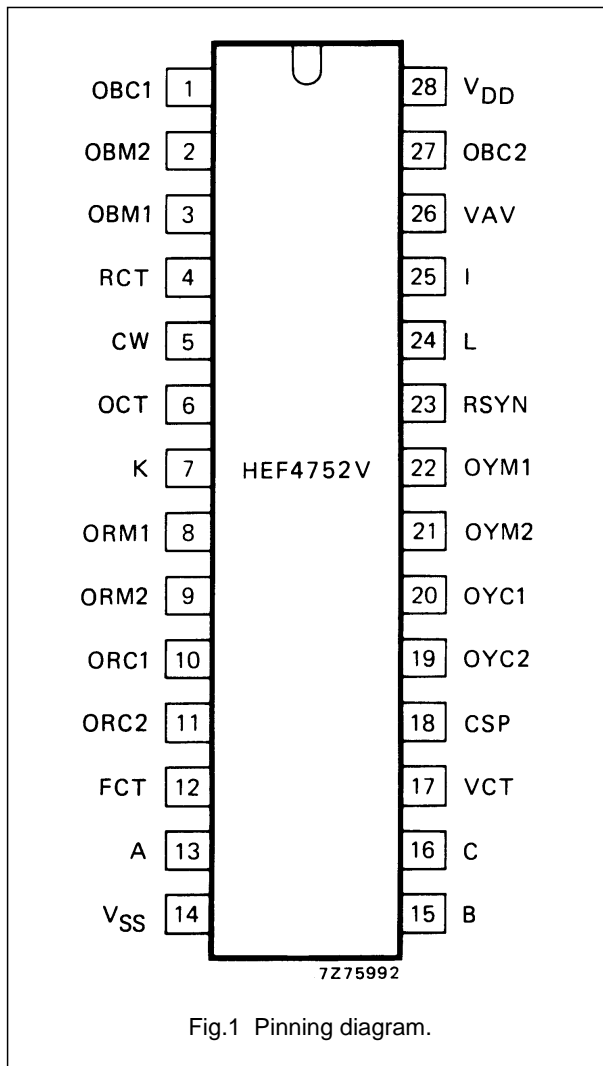 OBC1 1 28 VDD
OBM2 2 27 OBC2
OBM1 3 26 VAV
RCT 4 25 I
CW 5 24 L
OCT 6 23 RSYN
K 7 HEF4752V 22 OYM1
ORM1 8 21 OYM2
ORM2 9 20 OYC1
ORC1 10 19 OYC2
ORC2 11 18 CSP
FCT 12 17 VCT
A 13 16 C
VSS 14 15 B
7Z75992
Fig.1 Pinning diagram.